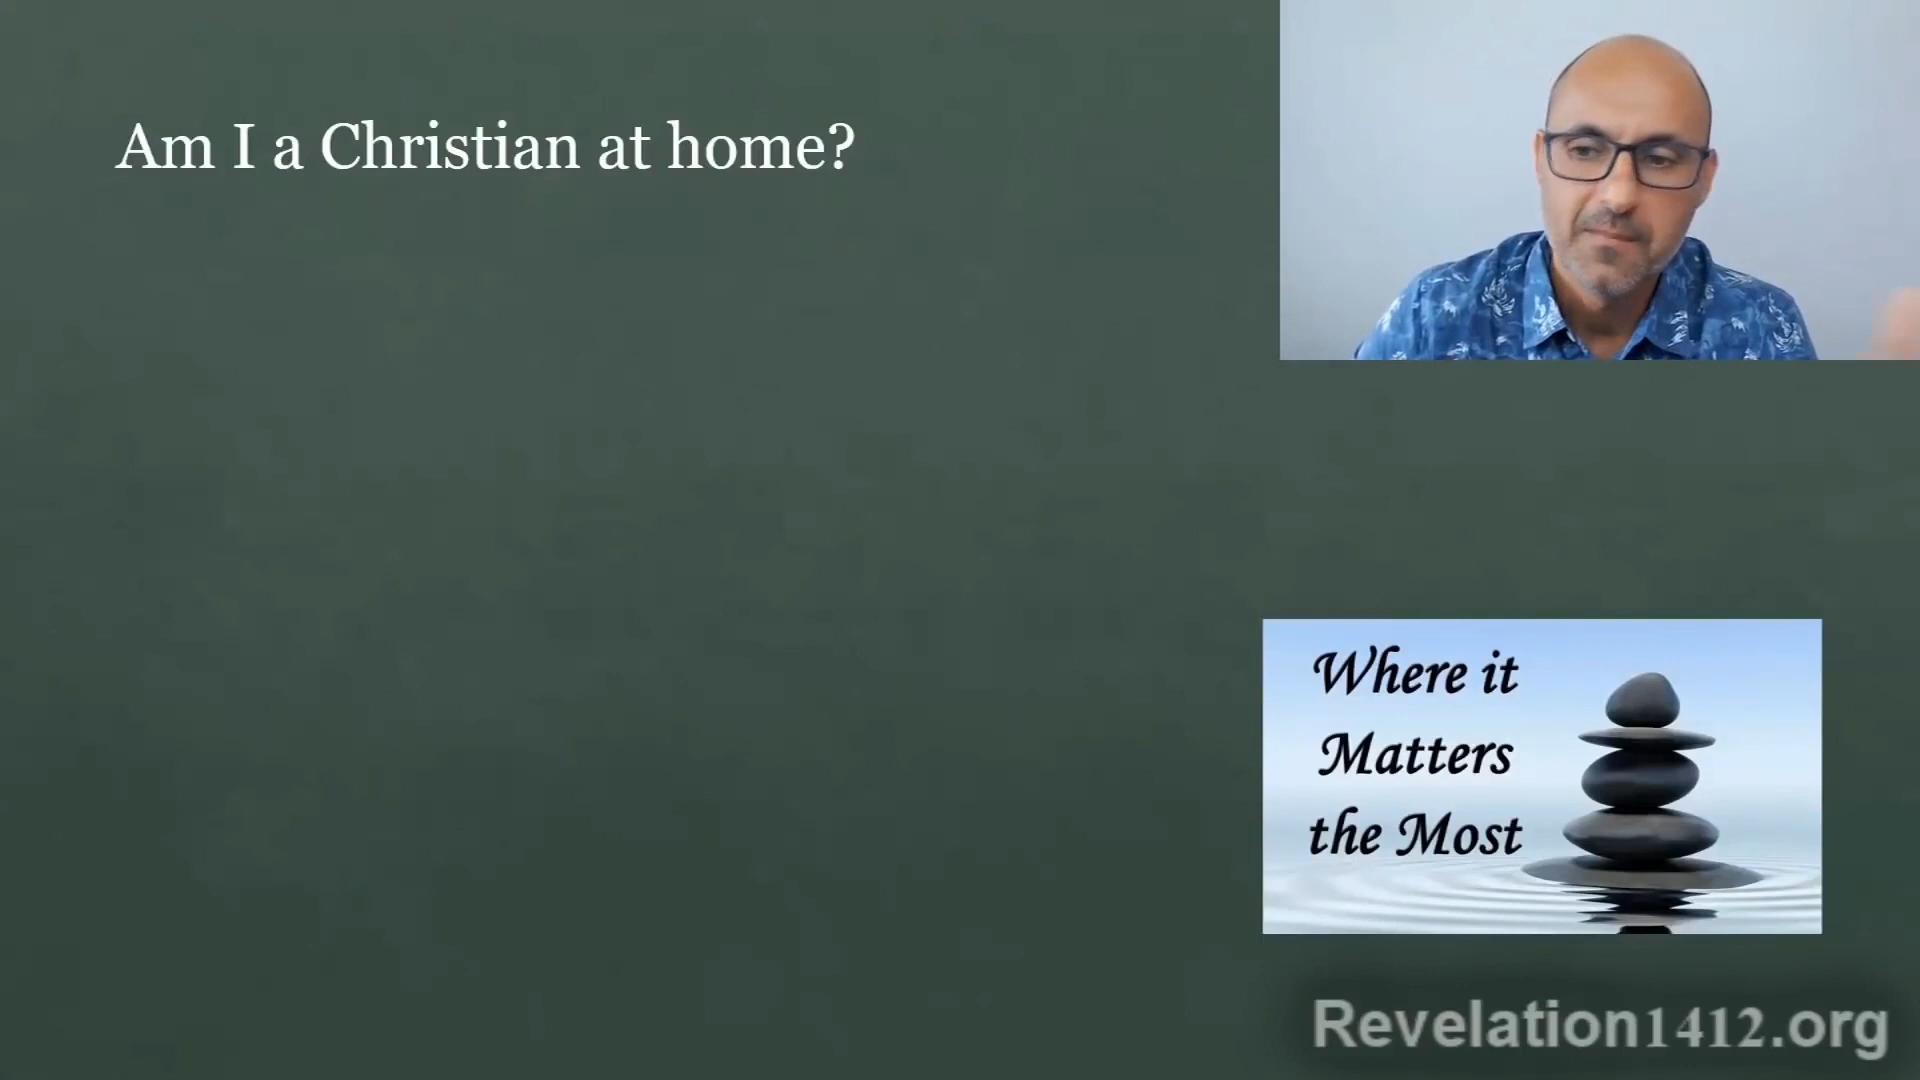 Am I a Christian at home?
Where it
Matters
the Most
Revelation1412.org